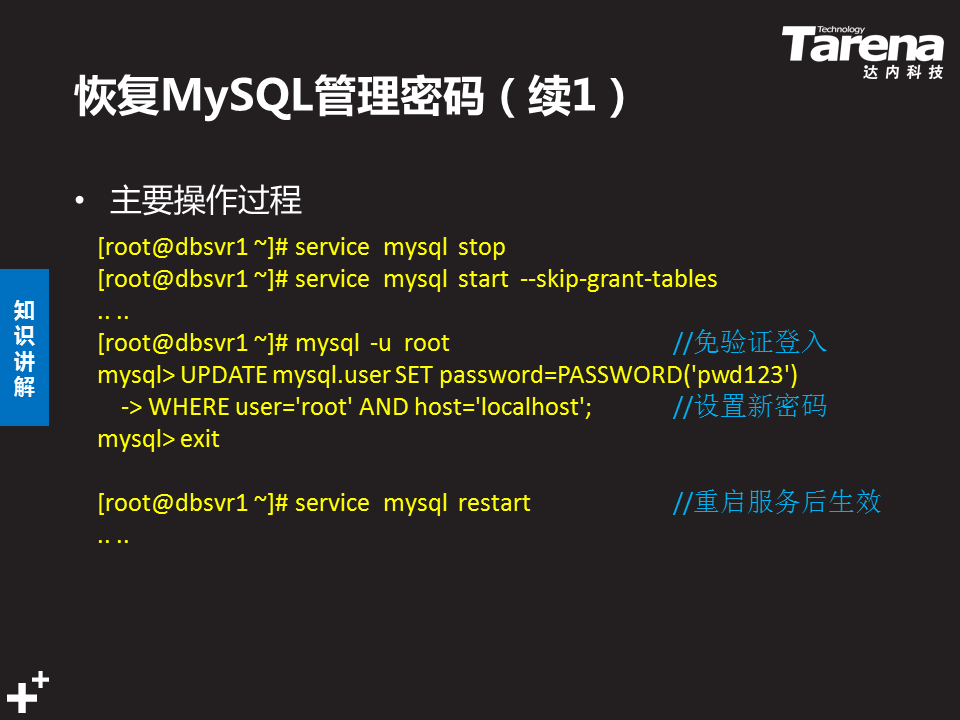 Technology
Tarena
达内科技
恢复MySQL管理密码（续1）
• 主要操作过程
[root@dbsvr1 ~]# service mysql stop
[root@dbsvr1 ~]# service mysql start --skip-grant-tables
.. ..
[root@dbsvr1 ~]# mysql -u root //免验证登入
mysql> UPDATE mysql.user SET password=PASSWORD('pwd123')
-> WHERE user='root' AND host='localhost'; //设置新密码
mysql> exit
[root@dbsvr1 ~]# service mysql restart //重启服务后生效
.. ..
知识讲解